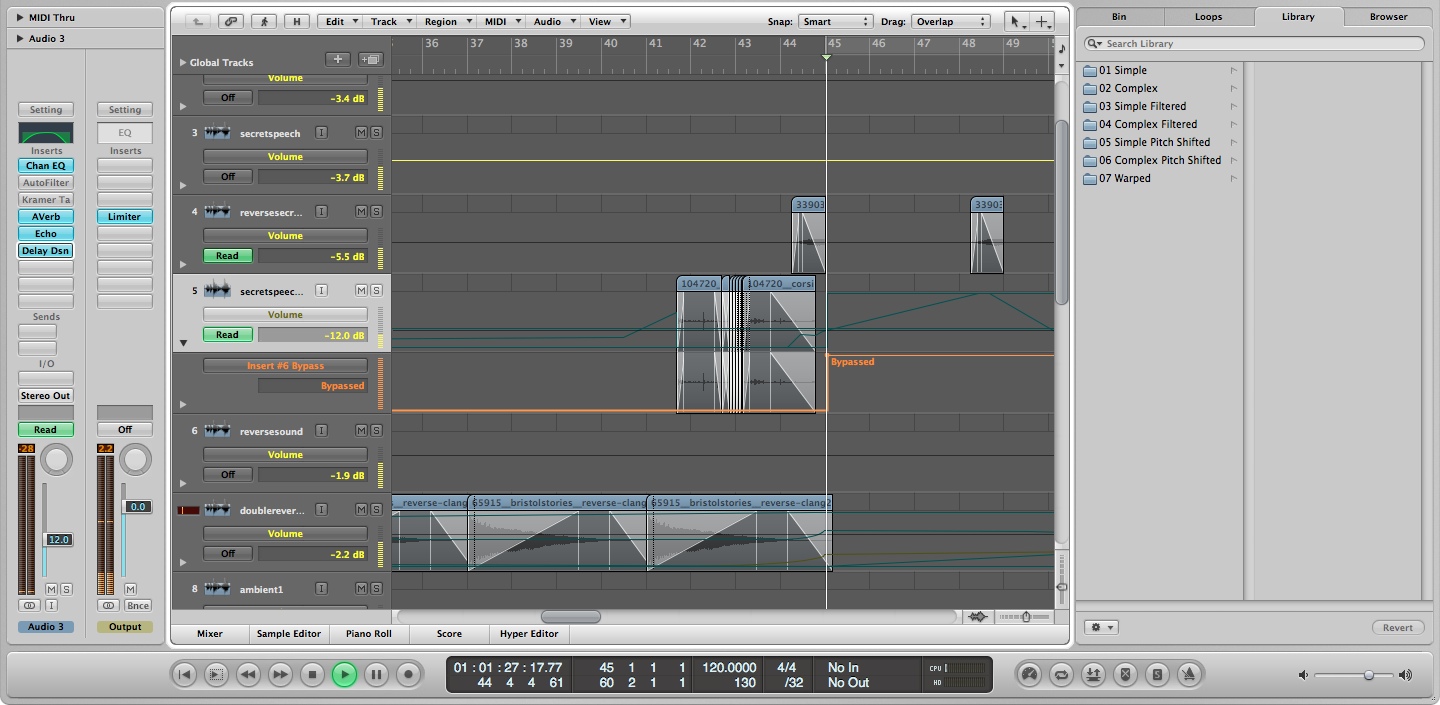 MIDI Thru
Audio 3
Setting
Setting
EQ
Inserts
Inserts
Chan EQ
AutoFilter
Kramer Ta
AVerb
Limiter
Echo
Delay Dsn
Sends
I/O
Stereo Out
Read
Off
-28
2.2
0.0
12.0
M S
M
I
Bnce
Audio 3
Output
H
Edit
Track
Region
MIDI
Audio
View
Snap: Smart
Drag: Overlap
36 37 38 39 40 41 42 43 44 45 46 47 48 49
Global Tracks
Volume
Off
-3.4 dB
3 secretspeech I M S
Volume
Off
-3.7 dB
4 reversesecr... I M S
33903
33903
Volume
Read
-5.5 dB
5 secretspeec... I M S
104720_
104720__corsi
Volume
Read
-12.0 dB
Insert #6 Bypass
Bypassed
Bypassed
6 reversesound I M S
Volume
Off
-1.9 dB
doublerever... I M S
__reverse-clang
65915__bristolstories__reverse-clang
65915__bristolstories__reverse-clang2
Volume
Off
-2.2 dB
8 ambient1 I M S
Mixer
Sample Editor
Piano Roll
Score
Hyper Editor
Bin
Loops
Library
Browser
Search Library
01 Simple
02 Complex
03 Simple Filtered
04 Complex Filtered
05 Simple Pitch Shifted
06 Complex Pitch Shifted
07 Warped
Revert
01 : 01 : 27 : 17.77
44 4 4 61
45 1 1 1
60 2 1 1
120.0000
130
4/4
/32
No In
No Out
CPU
HD
S